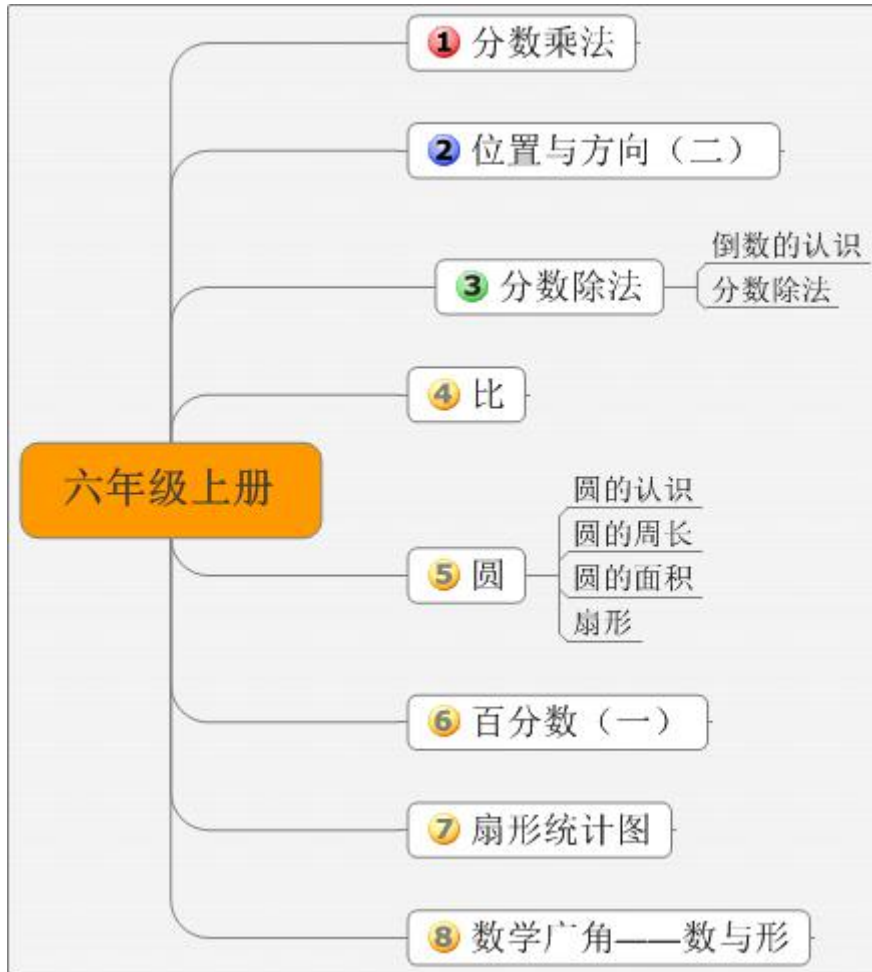 1 分数乘法
2 位置与方向（二）
3 分数除法
倒数的认识
分数除法
4 比
六年级上册
5 圆
圆的认识
圆的周长
圆的面积
扇形
6 百分数（一）
7 扇形统计图
8 数学广角——数与形